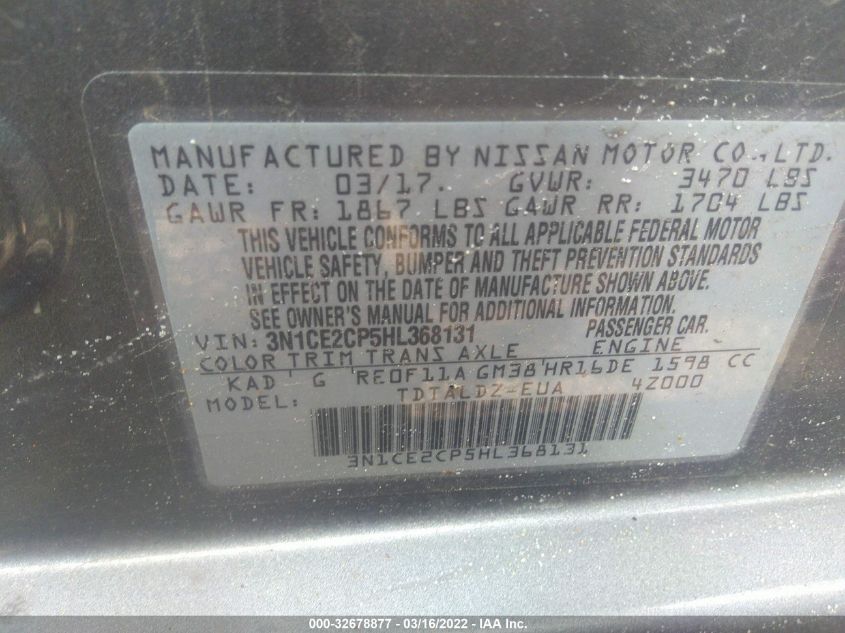 MANUFACTURED BY NISSAN MOTOR CO., LTD.
DATE: 03/17. GVWR: 3470 LBS
GAWR FR: 1867 LBS GAWR RR: 1704 LBS
THIS VEHICLE CONFORMS TO ALL APPLICABLE FEDERAL MOTOR
VEHICLE SAFETY, BUMPER AND THEFT PREVENTION STANDARDS
IN EFFECT ON THE DATE OF MANUFACTURE SHOWN ABOVE.
SEE OWNER'S MANUAL FOR ADDITIONAL INFORMATION.
VIN: 3N1CE2CP5HL368131 PASSENGER CAR.
COLOR TRIM TRANS AXLE ENGINE
KAD G RE0F11A GM38 HR16DE 1598 CC
MODEL: TDTALDZ-EUA 4Z000
3N1CE2CP5HL368131
000-32678877 - 03/16/2022 - IAA Inc.